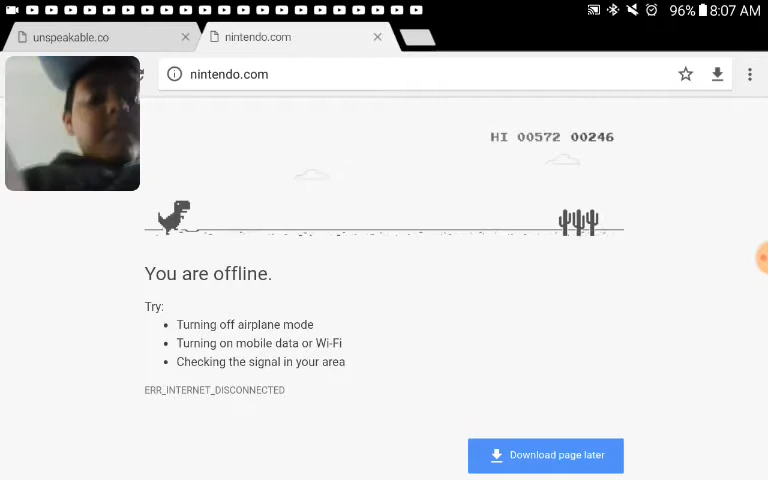 96% 8:07 AM
unspeakable.co
nintendo.com
nintendo.com
HI 00572 00246
You are offline.
Try:
• Turning off airplane mode
• Turning on mobile data or Wi-Fi
• Checking the signal in your area
ERR_INTERNET_DISCONNECTED
Download page later